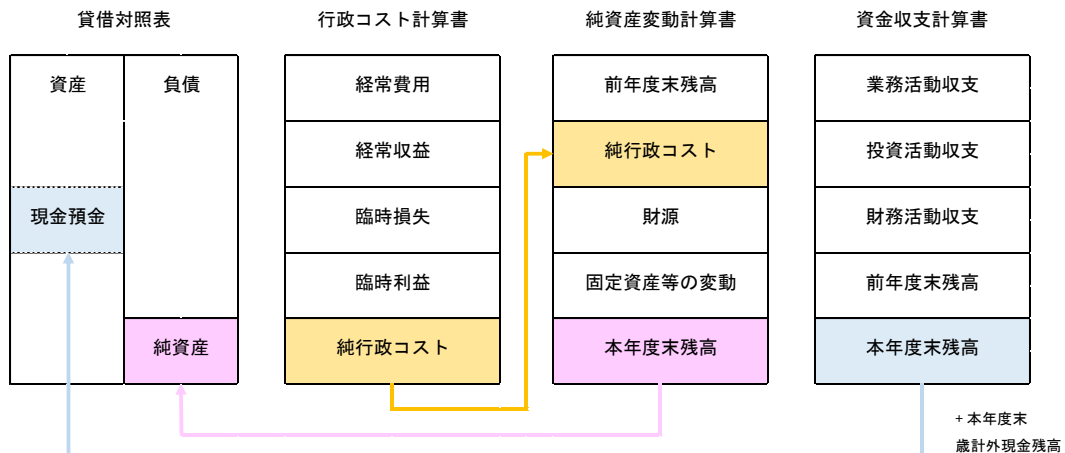 貸借対照表
資産
負債
現金預金
純資産
行政コスト計算書
経常費用
経常収益
臨時損失
臨時利益
純行政コスト
純資産変動計算書
前年度末残高
純行政コスト
財源
固定資産等の変動
本年度末残高
資金収支計算書
業務活動収支
投資活動収支
財務活動収支
前年度末残高
本年度末残高
+ 本年度末
歳計外現金残高